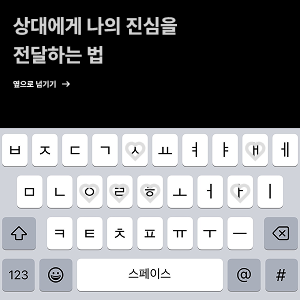 상대에게 나의 진심을
전달하는 법
옆으로 넘기기 →
ㅂ ㅈ ㄷ ㄱ ㅅ ㅛ ㅕ ㅑ ㅐ ㅔ
ㅁ ㄴ ㅇ ㄹ ㅎ ㅗ ㅓ ㅏ ㅣ
ㅋ ㅌ ㅊ ㅍ ㅠ ㅜ ㅡ
123 스페이스 @ #